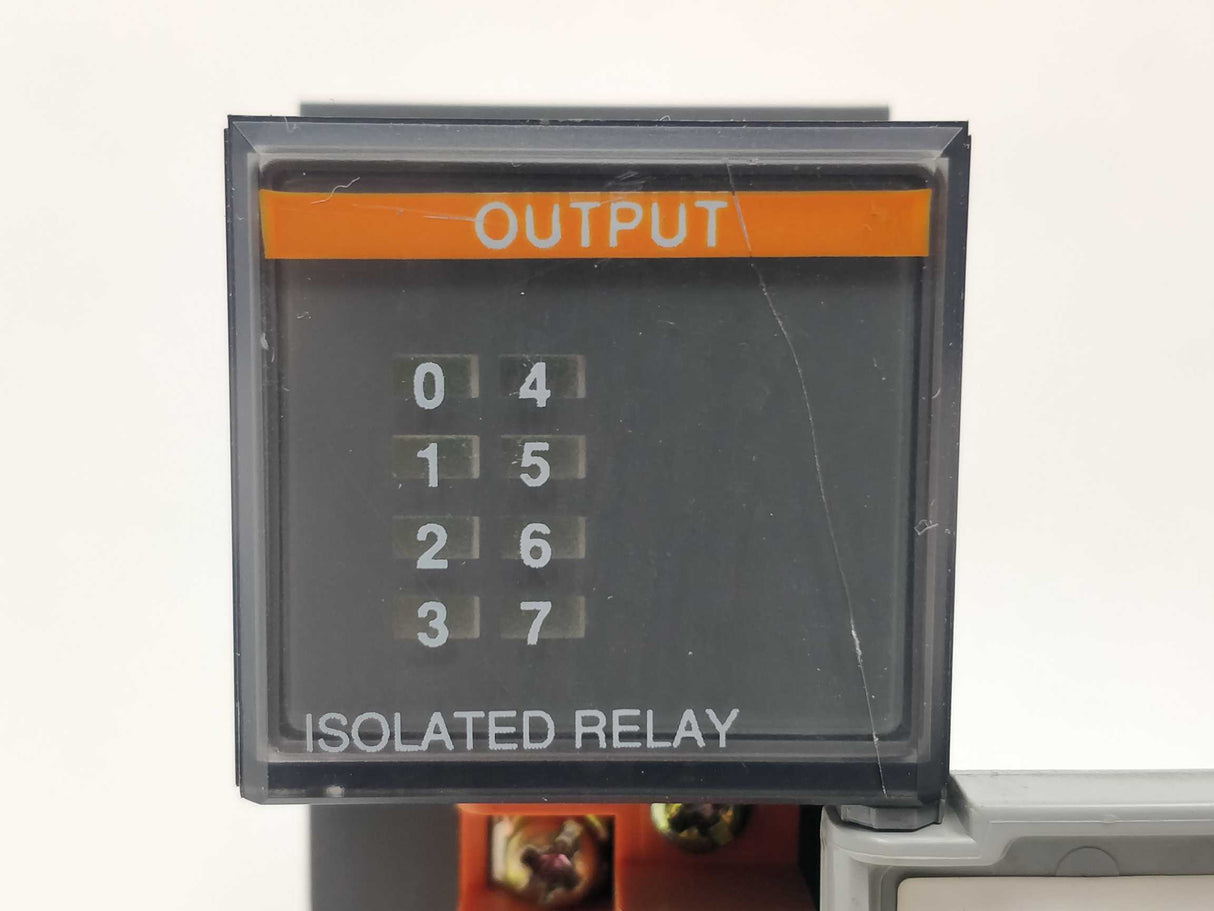 OUTPUT
0 4
1 5
2 6
3 7
ISOLATED RELAY